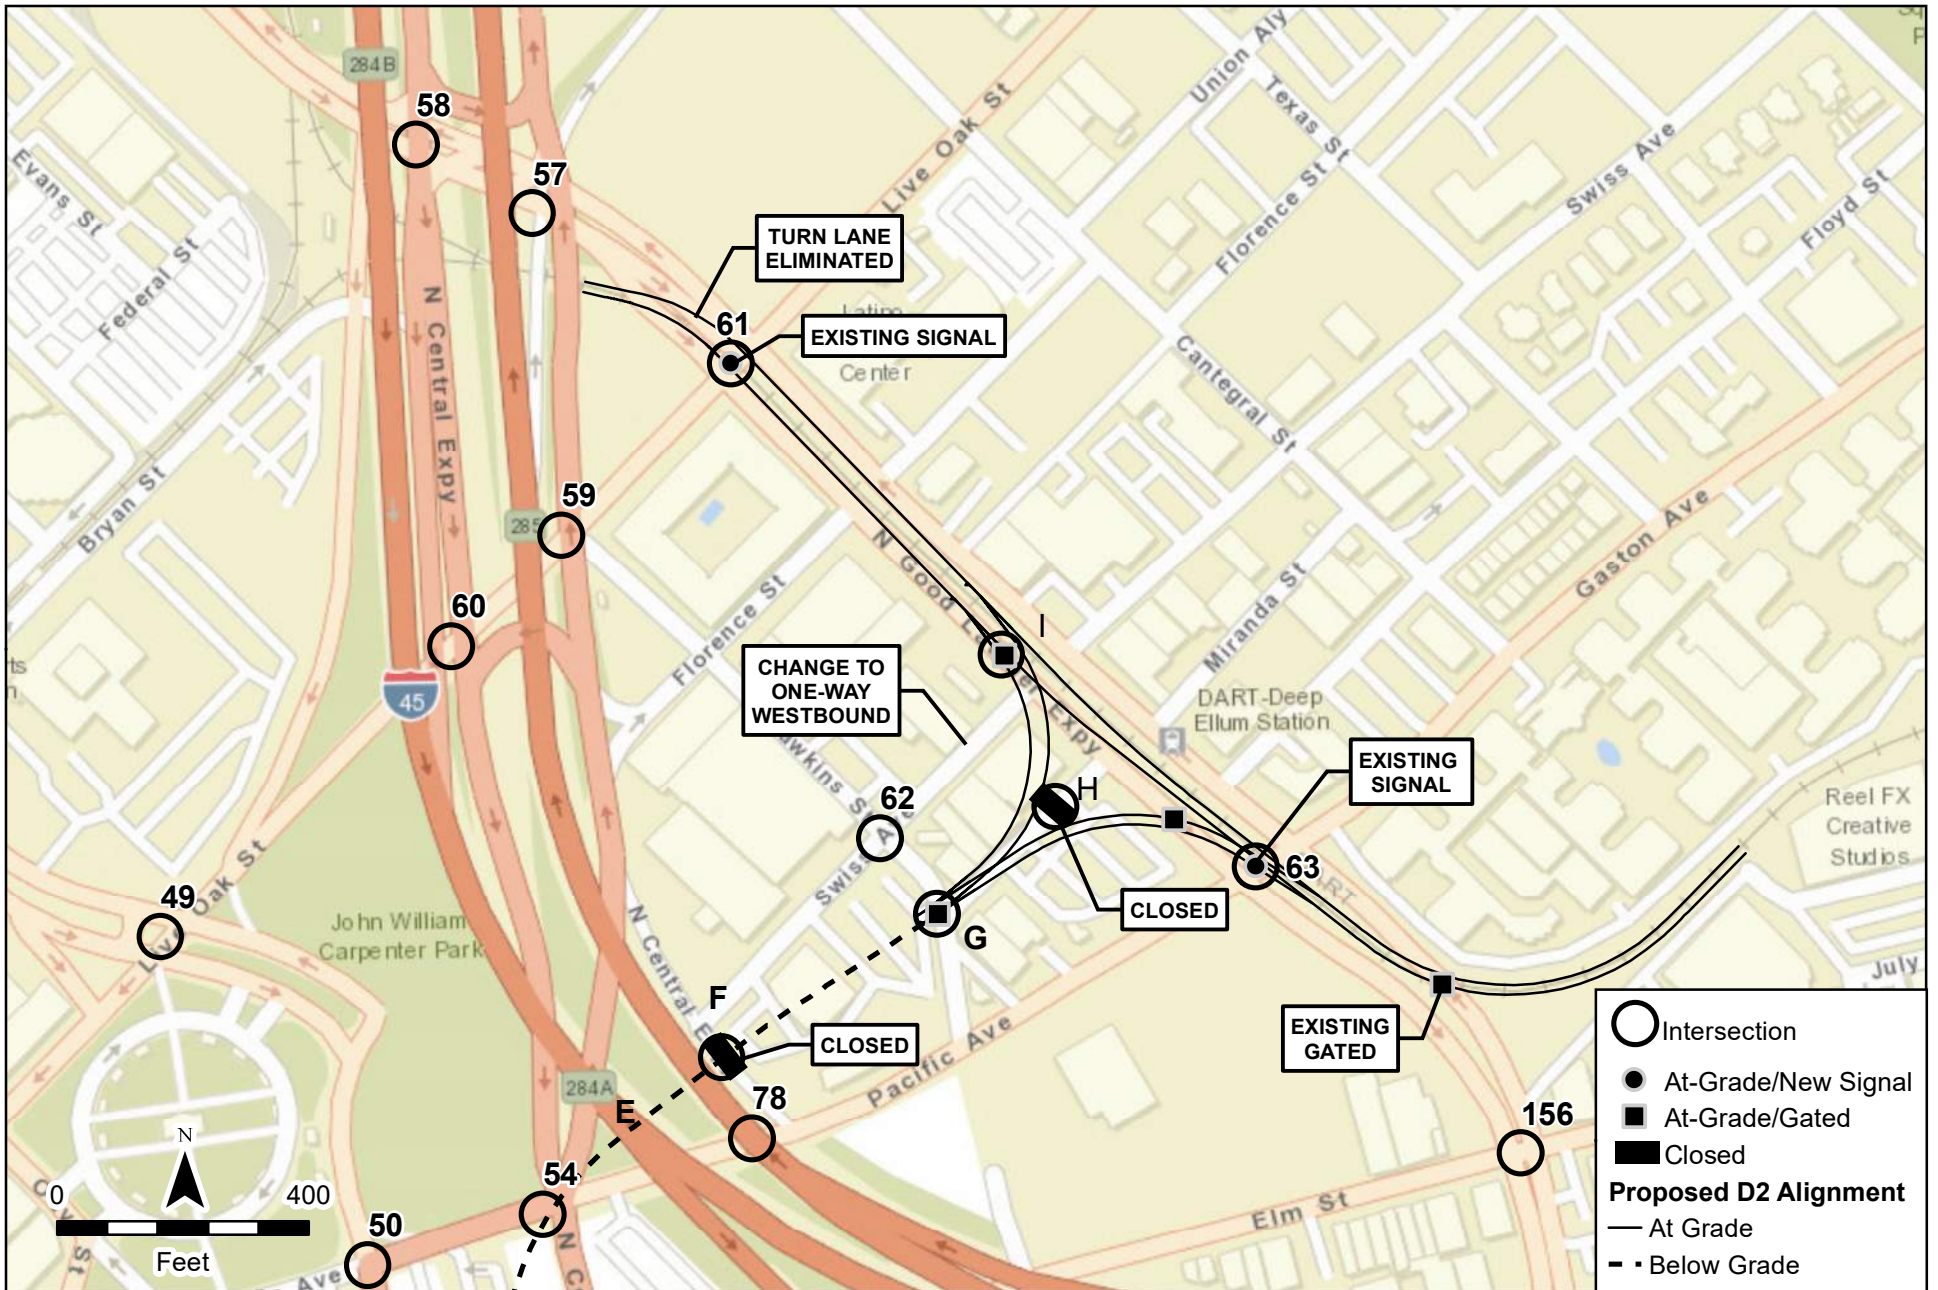 284B
58
57
Union Aly
Texas St
Live Oak St
Florence St
Swiss Ave
Floyd St
Evans St
Federal St
TURN LANE
ELIMINATED
61
EXISTING SIGNAL
Center
Cantegral St
N Central Expy
Bryan St
59
285
60
45
N Good
Expy
I
Florence St
Miranda St
Gaston Ave
CHANGE TO
ONE-WAY
WESTBOUND
DART-Deep
Ellum Station
EXISTING
SIGNAL
H
62
63
DART
Reel FX
Creative
Studios
49
Live Oak St
John William
Carpenter Park
CLOSED
G
F
N Central
CLOSED
Pacific Ave
EXISTING
GATED
July
284A
E
78
156
54
50
Elm St
N
0
400
Feet
Ave
St
Intersection
At-Grade/New Signal
At-Grade/Gated
Closed
Proposed D2 Alignment
At Grade
Below Grade